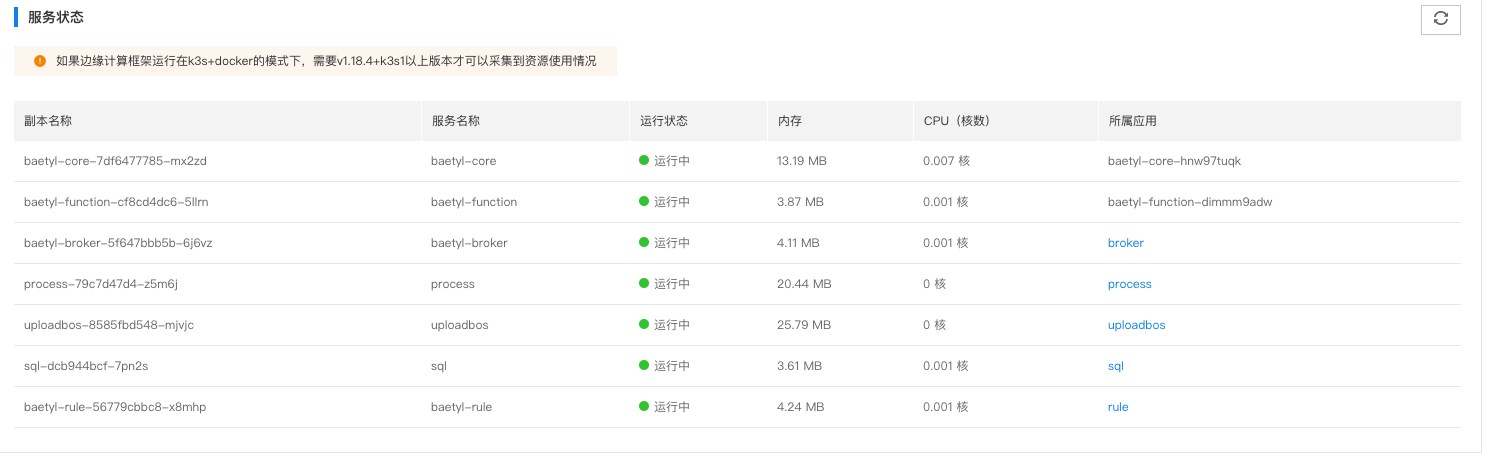 服务状态
如果边缘计算框架运行在k3s+docker的模式下，需要v1.18.4+k3s1以上版本才可以采集到资源使用情况
副本名称 服务名称 运行状态 内存 CPU（核数） 所属应用
baetyl-core-7df6477785-mx2zd baetyl-core 运行中 13.19 MB 0.007 核 baetyl-core-hnw97tuqk
baetyl-function-cf8cd4dc6-5llrn baetyl-function 运行中 3.87 MB 0.001 核 baetyl-function-dimmm9adw
baetyl-broker-5f647bbb5b-6j6vz baetyl-broker 运行中 4.11 MB 0.001 核 broker
process-79c7d47d4-z5m6j process 运行中 20.44 MB 0 核 process
uploadbos-8585fbd548-mjvjc uploadbos 运行中 25.79 MB 0 核 uploadbos
sql-dcb944bcf-7pn2s sql 运行中 3.61 MB 0.001 核 sql
baetyl-rule-56779cbbc8-x8mhp baetyl-rule 运行中 4.24 MB 0.001 核 rule